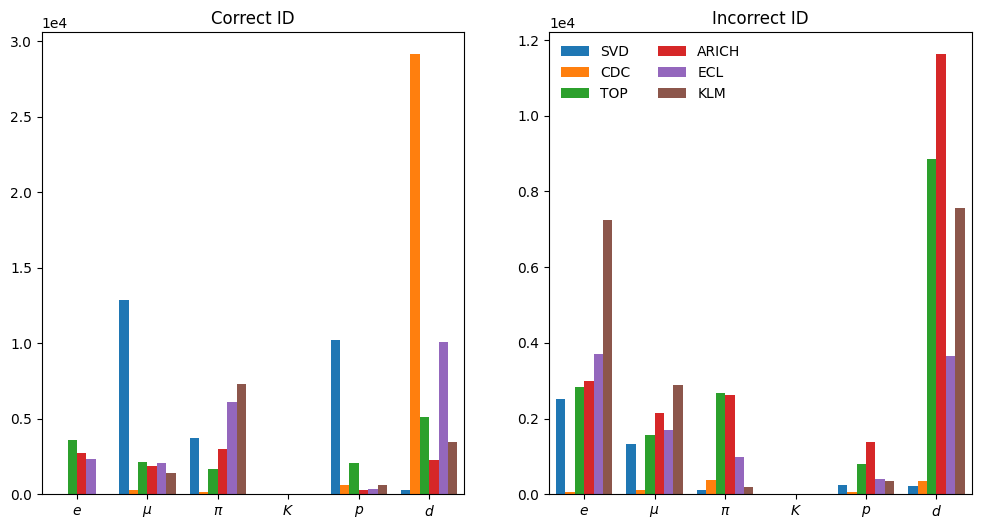 Correct ID
Incorrect ID
1e4
3.0
2.5
2.0
1.5
1.0
0.5
0.0
e μ π K p d
1e4
1.2
1.0
0.8
0.6
0.4
0.2
0.0
SVD ARICH
CDC ECL
TOP KLM
e μ π K p d